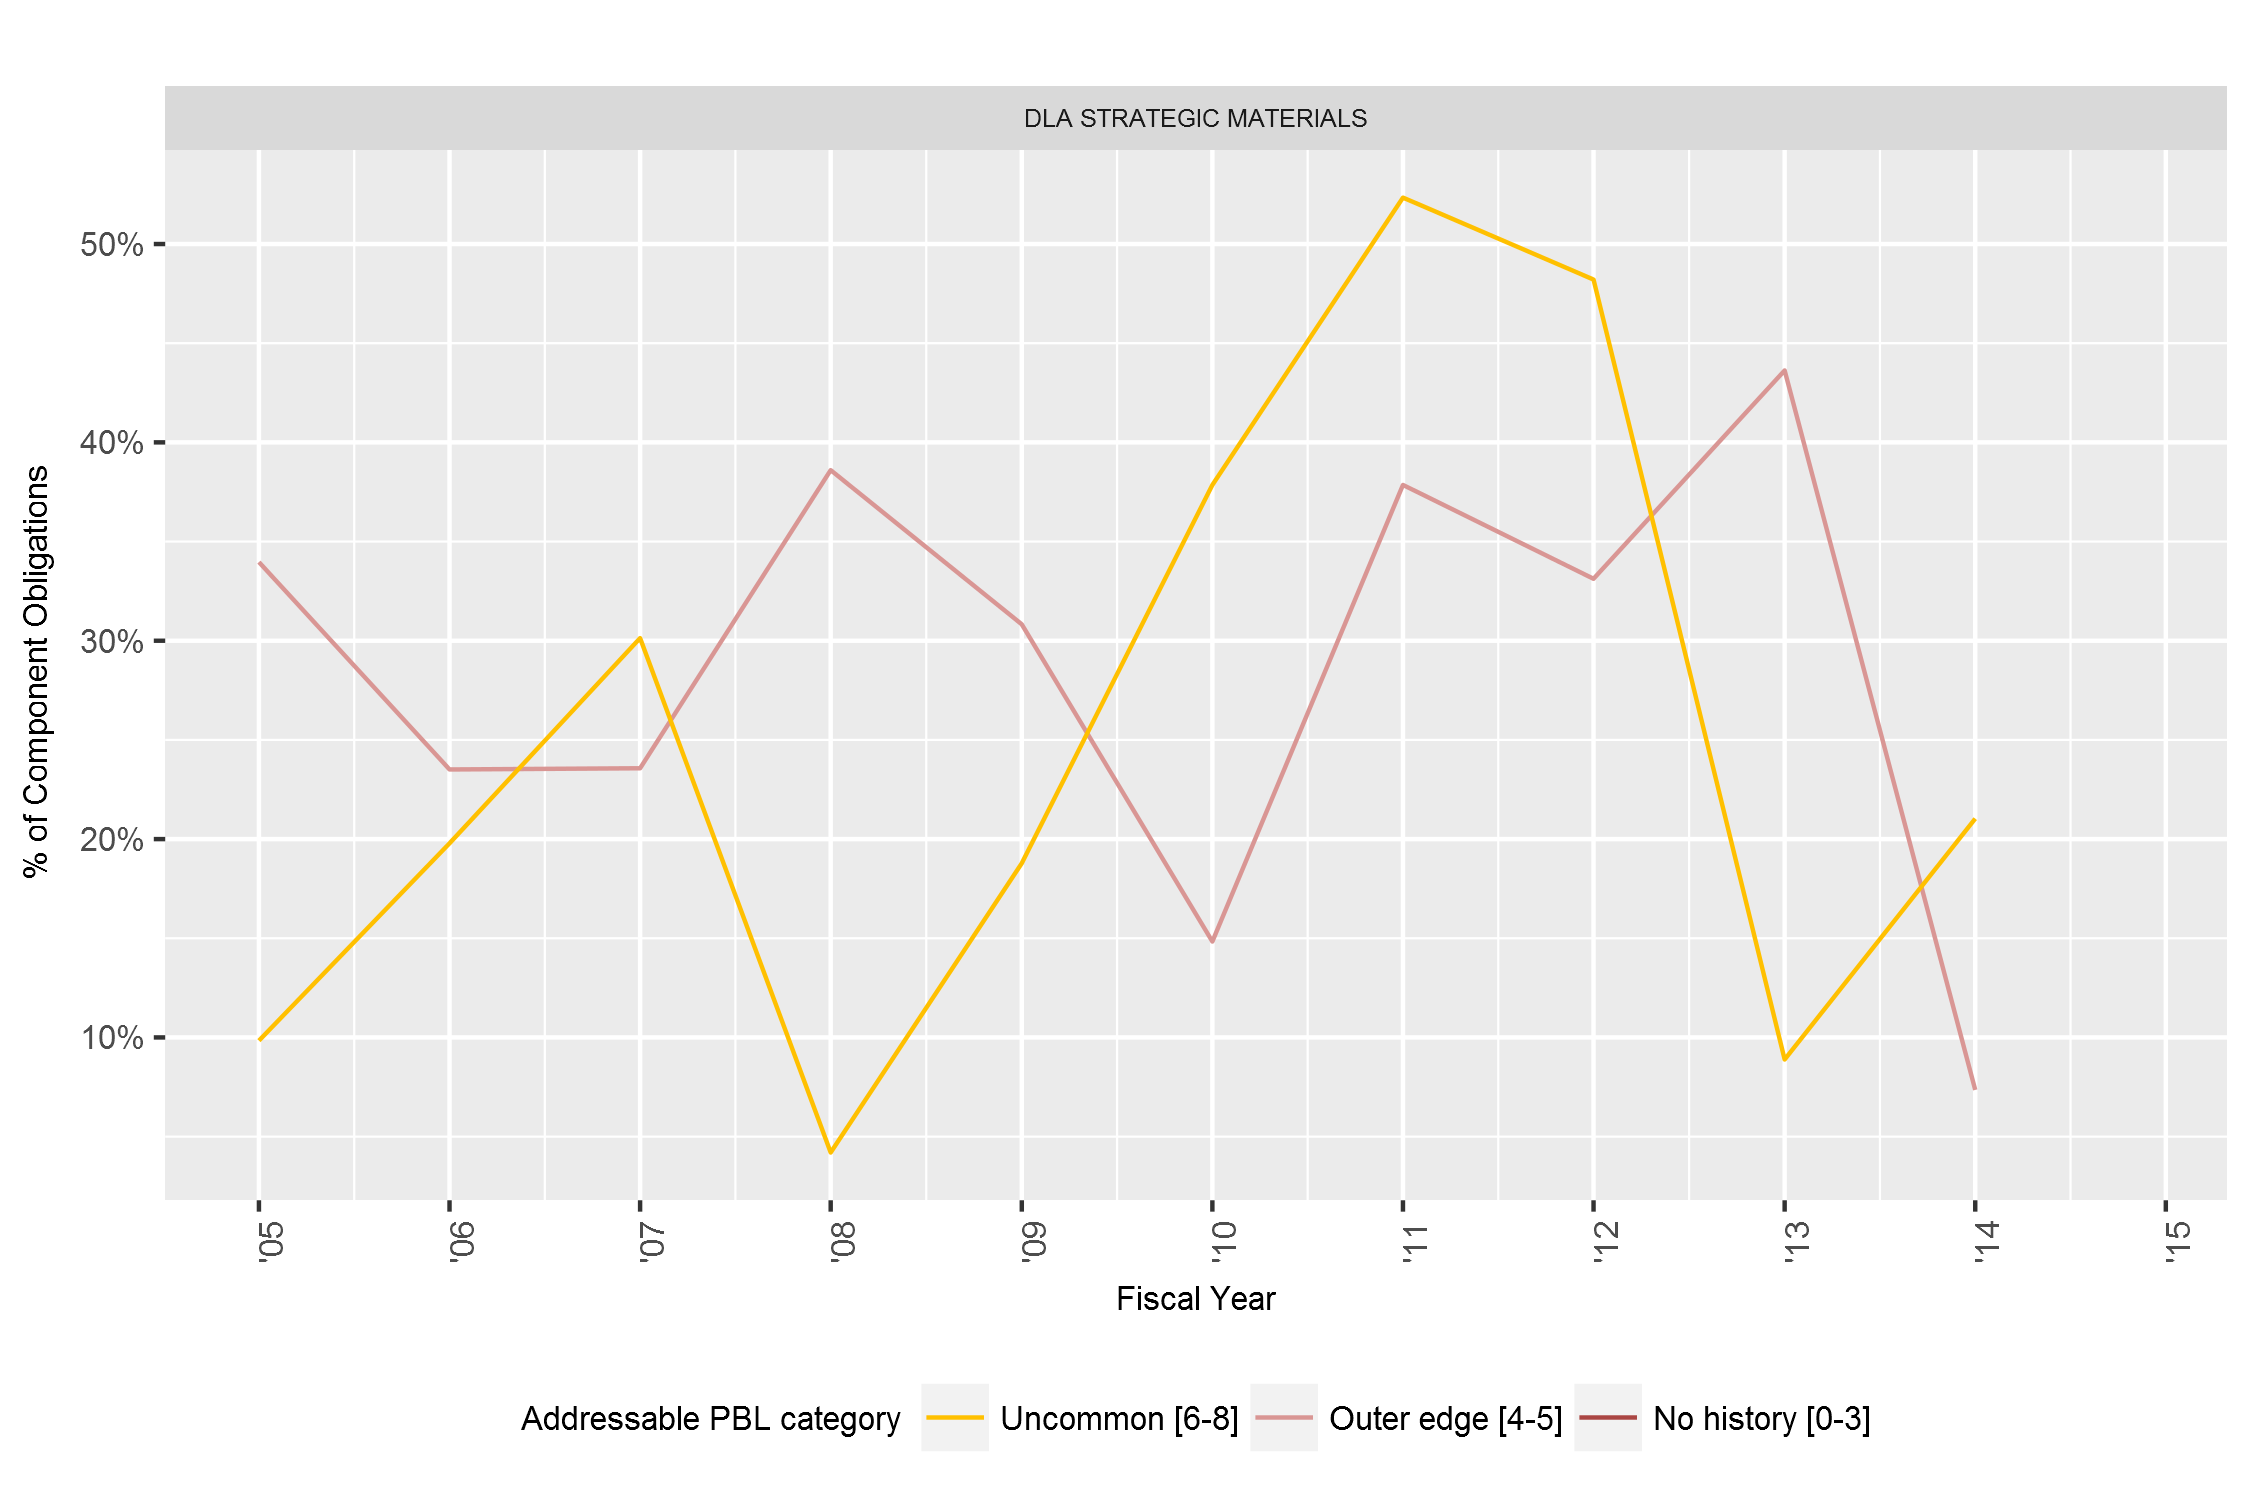 DLA STRATEGIC MATERIALS
% of Component Obligations
50%
40%
30%
20%
10%
'05
'06
'07
'08
'09
'10
'11
'12
'13
'14
'15
Fiscal Year
Addressable PBL category
Uncommon [6-8]
Outer edge [4-5]
No history [0-3]